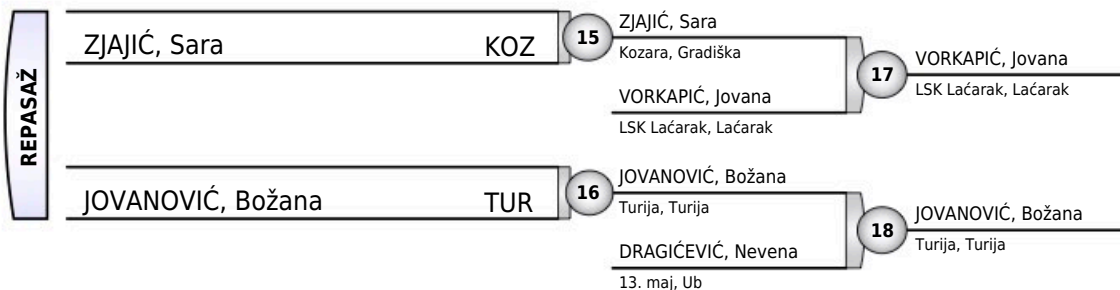 REPASAŽ
ZJAJIĆ, Sara KOZ
15
ZJAJIĆ, Sara
Kozara, Gradiška
VORKAPIĆ, Jovana
LSK Laćarak, Laćarak
17
VORKAPIĆ, Jovana
LSK Laćarak, Laćarak
JOVANOVIĆ, Božana TUR
16
JOVANOVIĆ, Božana
Turija, Turija
DRAGIĆEVIĆ, Nevena
13. maj, Ub
18
JOVANOVIĆ, Božana
Turija, Turija